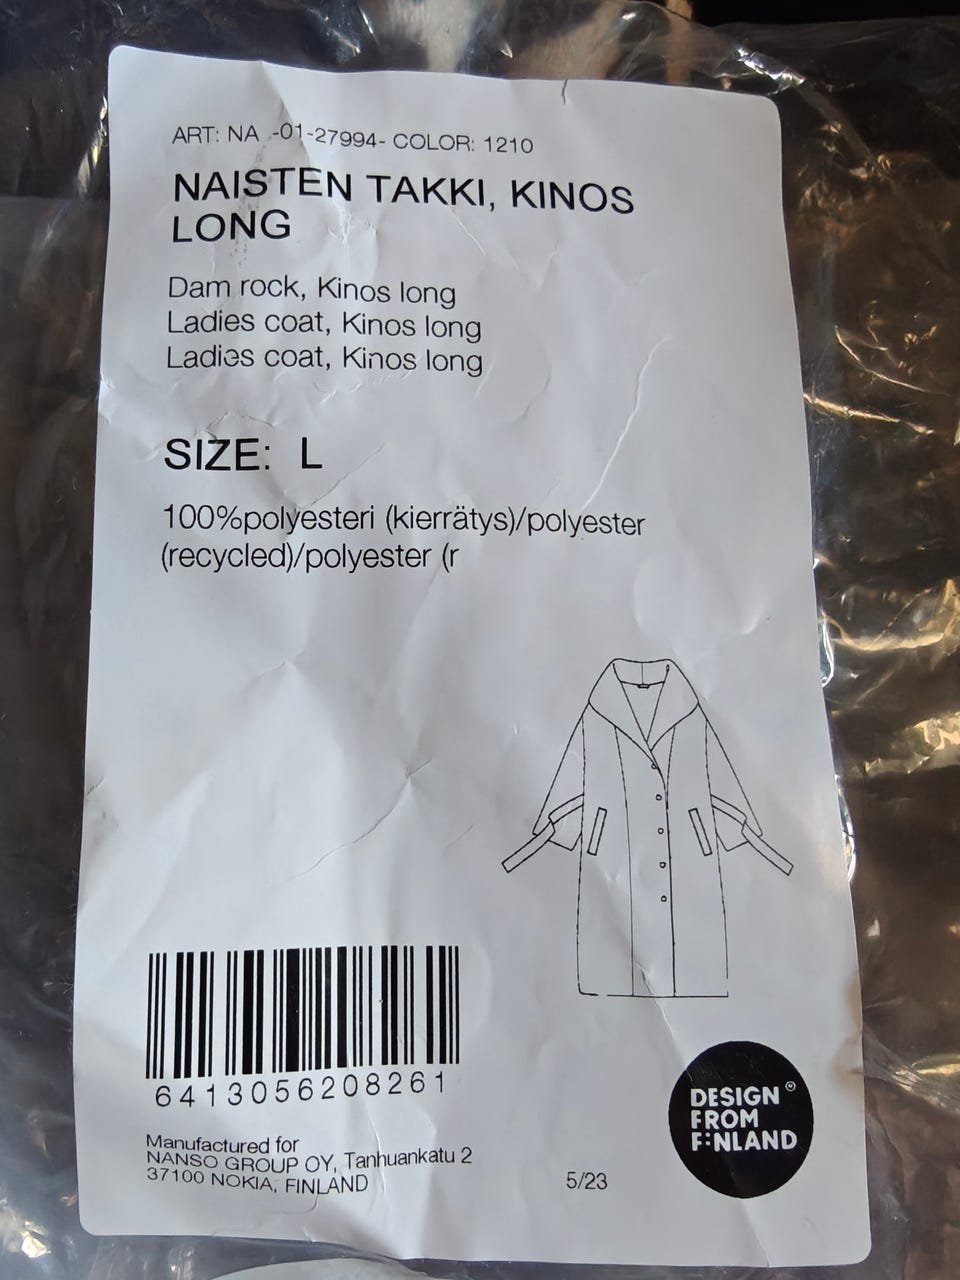 ART: NA -01-27994- COLOR: 1210
NAISTEN TAKKI, KINOS
LONG
Dam rock, Kinos long
Ladies coat, Kinos long
Ladies coat, Kinos long
SIZE: L
100%polyesteri (kierrätys)/polyester
(recycled)/polyester (r
6413056208261
Manufactured for
NANSO GROUP OY, Tanhuankatu 2
37100 NOKIA, FINLAND
5/23
DESIGN
FROM
FINLAND